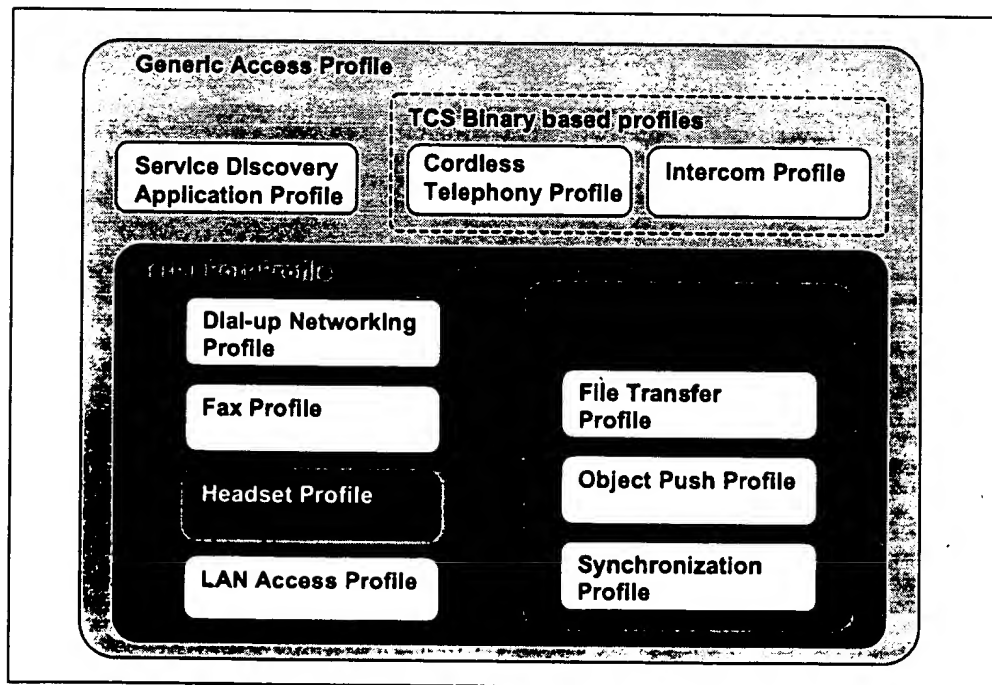 Generic Access Profile
TCS Binary based profiles
Service Discovery
Application Profile
Cordless
Telephony Profile
Intercom Profile
Profile
Dial-up Networking
Profile
Fax Profile
Headset Profile
LAN Access Profile
File Transfer
Profile
Object Push Profile
Synchronization
Profile